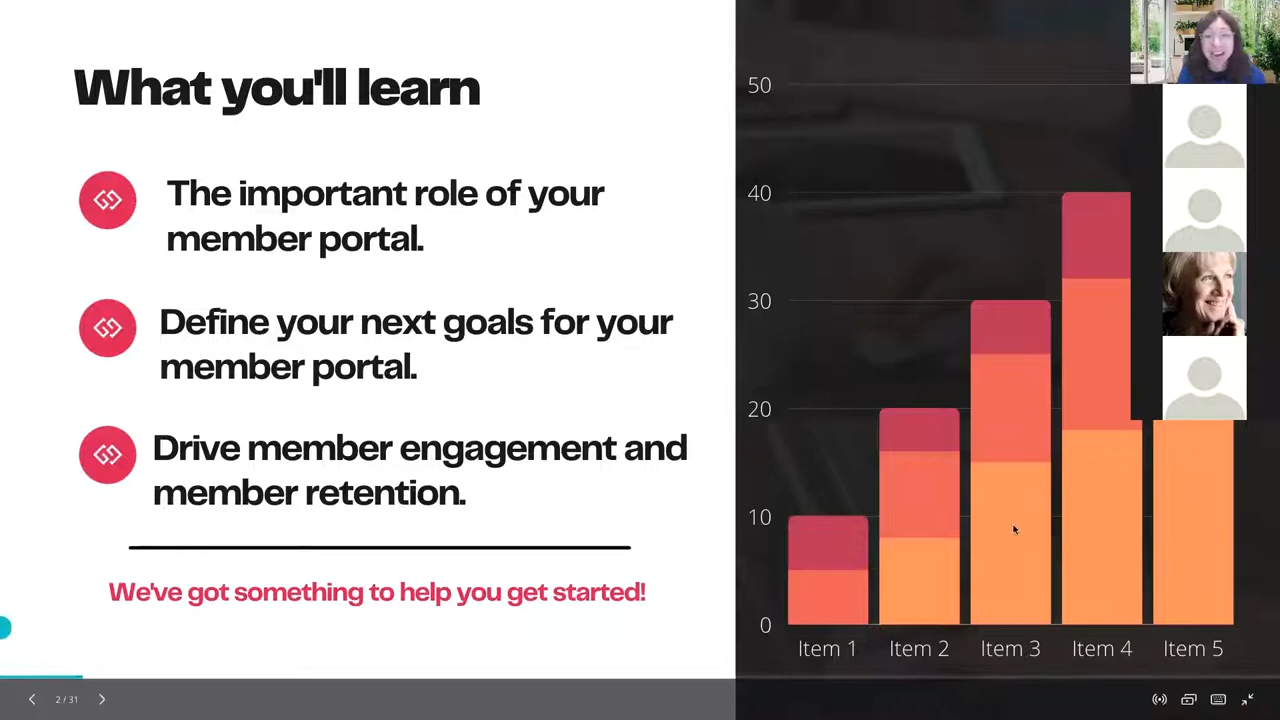 What you'll learn
The important role of your
member portal.
Define your next goals for your
member portal.
Drive member engagement and
member retention.
We've got something to help you get started!
50
40
30
20
10
0
Item 1 Item 2 Item 3 Item 4 Item 5
2 / 31